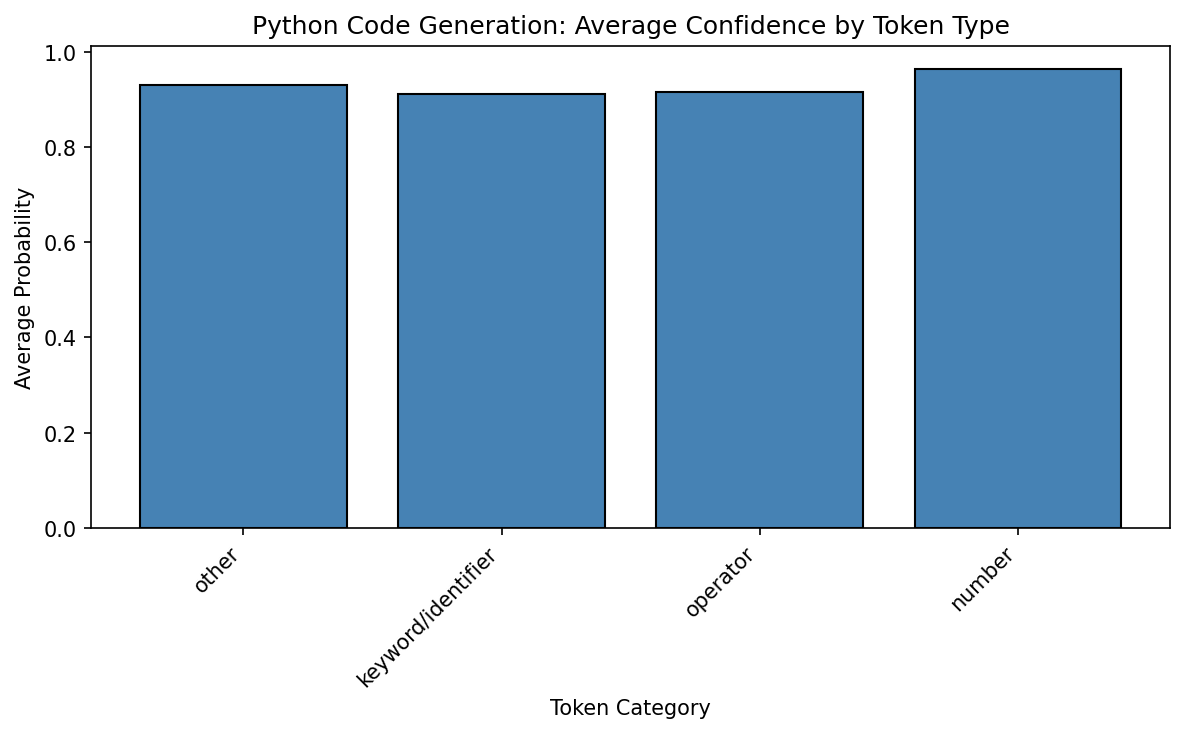 Python Code Generation: Average Confidence by Token Type
Average Probability
1.0
0.8
0.6
0.4
0.2
0.0
other
keyword/identifier
operator
number
Token Category